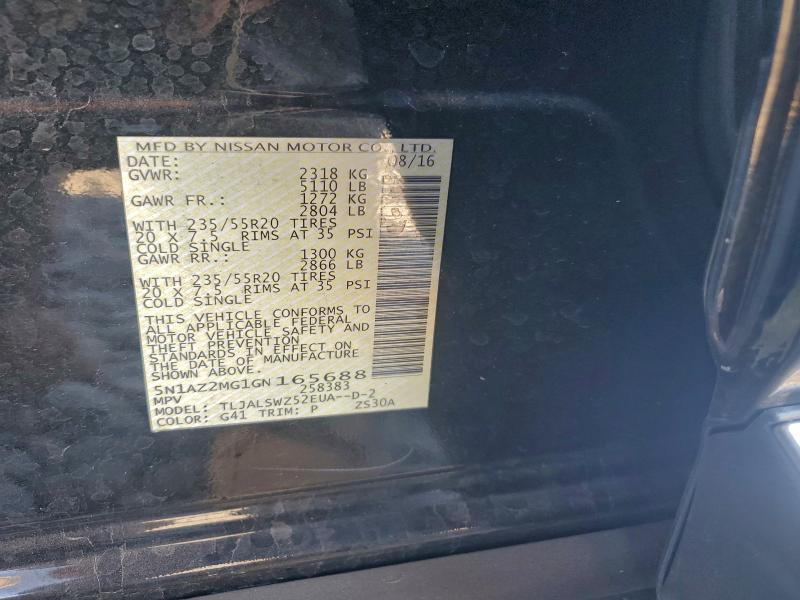 MFD BY NISSAN MOTOR CO., LTD.
DATE: 08/16
GVWR: 2318 KG
5110 LB
GAWR FR.: 1272 KG
2804 LB
WITH 235/55R20 TIRES
20 X 7.5 RIMS AT 35 PSI
COLD SINGLE
GAWR RR.: 1300 KG
2866 LB
WITH 235/55R20 TIRES
20 X 7.5 RIMS AT 35 PSI
COLD SINGLE
THIS VEHICLE CONFORMS TO
ALL APPLICABLE FEDERAL
MOTOR VEHICLE SAFETY AND
THEFT PREVENTION
STANDARDS IN EFFECT ON
THE DATE OF MANUFACTURE
SHOWN ABOVE.
5N1AZ2MG1GN165688
MPV 258383
MODEL: TLJALSWZ52EUA--D-2
COLOR: G41 TRIM: P ZS30A